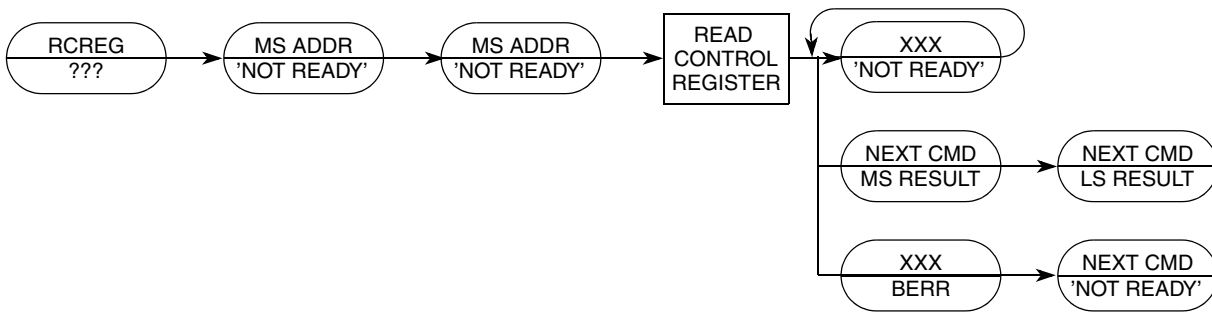 RCREG
???
MS ADDR
'NOT READY'
MS ADDR
'NOT READY'
READ
CONTROL
REGISTER
XXX
'NOT READY'
NEXT CMD
MS RESULT
NEXT CMD
LS RESULT
XXX
BERR
NEXT CMD
'NOT READY'